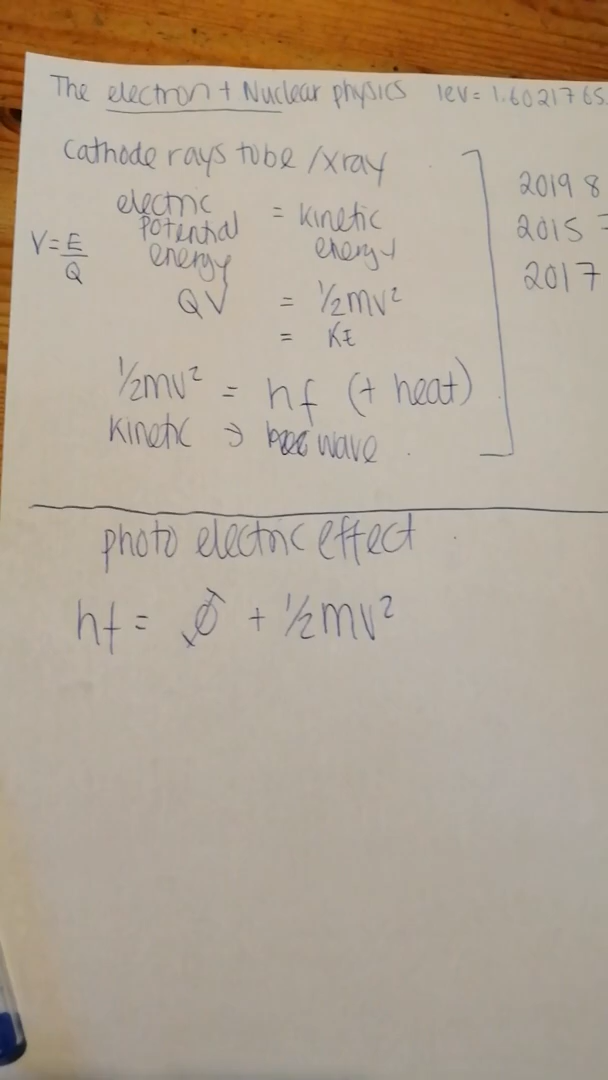 The electron + Nuclear physics 1eV = 1.6021765
Cathode rays tube / xray
electric potential energy = kinetic energy
V = E/Q
QV = 1/2mv²
= KE
1/2mv² = hf (+ heat)
kinetic → wave
2019 8
2015 7
2017
photo electric effect
hf = Φ + 1/2mv²